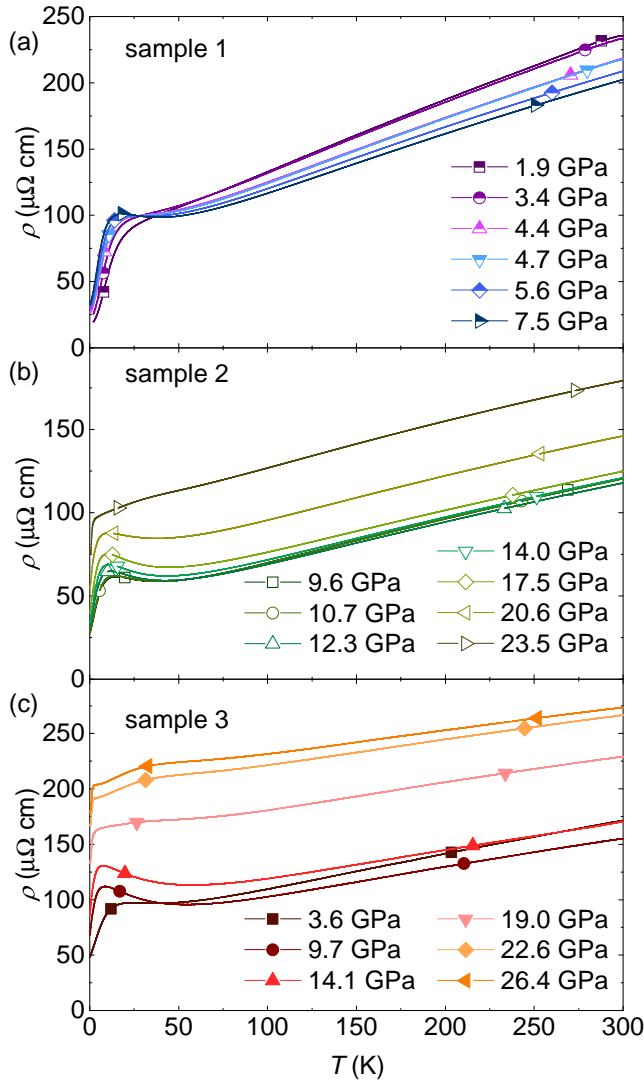 (a)
sample 1
250
200
150
100
50
0
ρ (μΩ cm)
1.9 GPa
3.4 GPa
4.4 GPa
4.7 GPa
5.6 GPa
7.5 GPa
(b)
sample 2
150
100
50
0
ρ (μΩ cm)
9.6 GPa
10.7 GPa
12.3 GPa
14.0 GPa
17.5 GPa
20.6 GPa
23.5 GPa
(c)
sample 3
250
200
150
100
50
0
ρ (μΩ cm)
3.6 GPa
9.7 GPa
14.1 GPa
19.0 GPa
22.6 GPa
26.4 GPa
0 50 100 150 200 250 300
T (K)